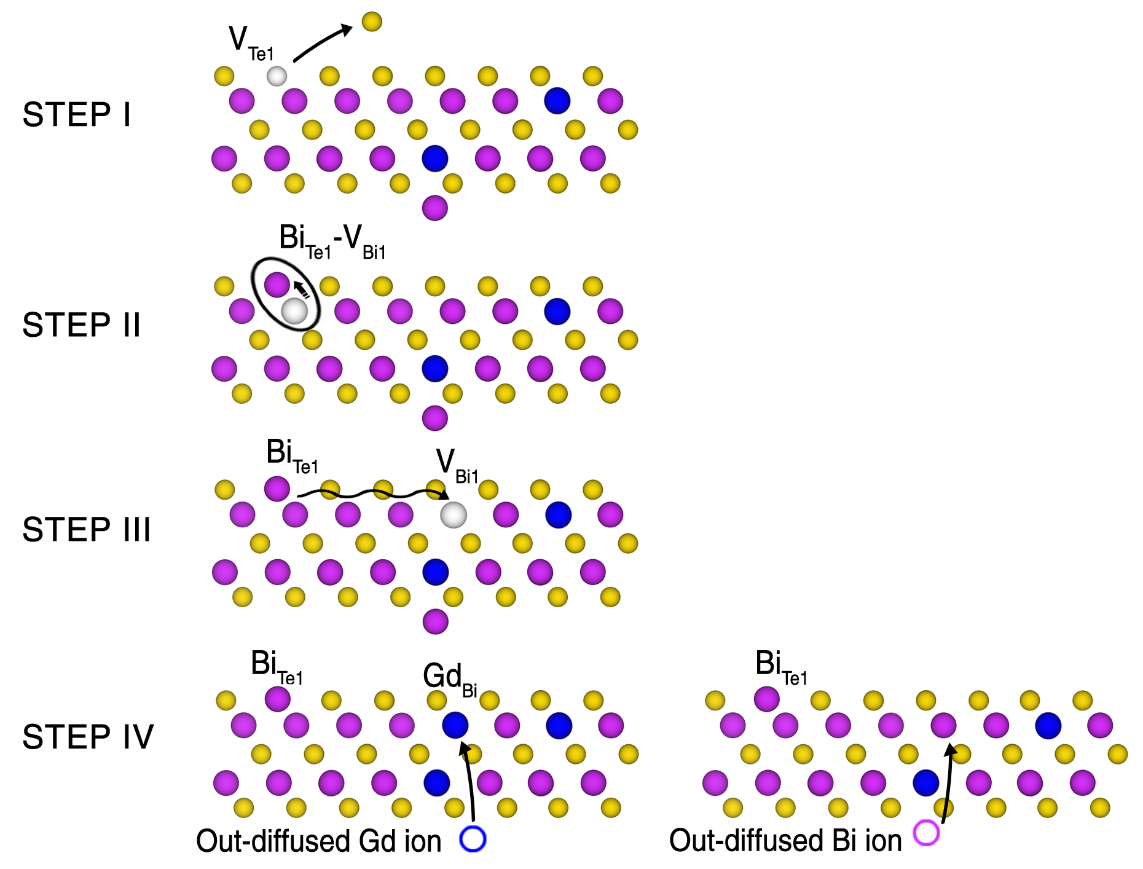 V_Te1
STEP I
Bi_Te1-V_Bi1
STEP II
Bi_Te1
V_Bi1
STEP III
Bi_Te1
Gd_Bi
Bi_Te1
STEP IV
Out-diffused Gd ion
Out-diffused Bi ion